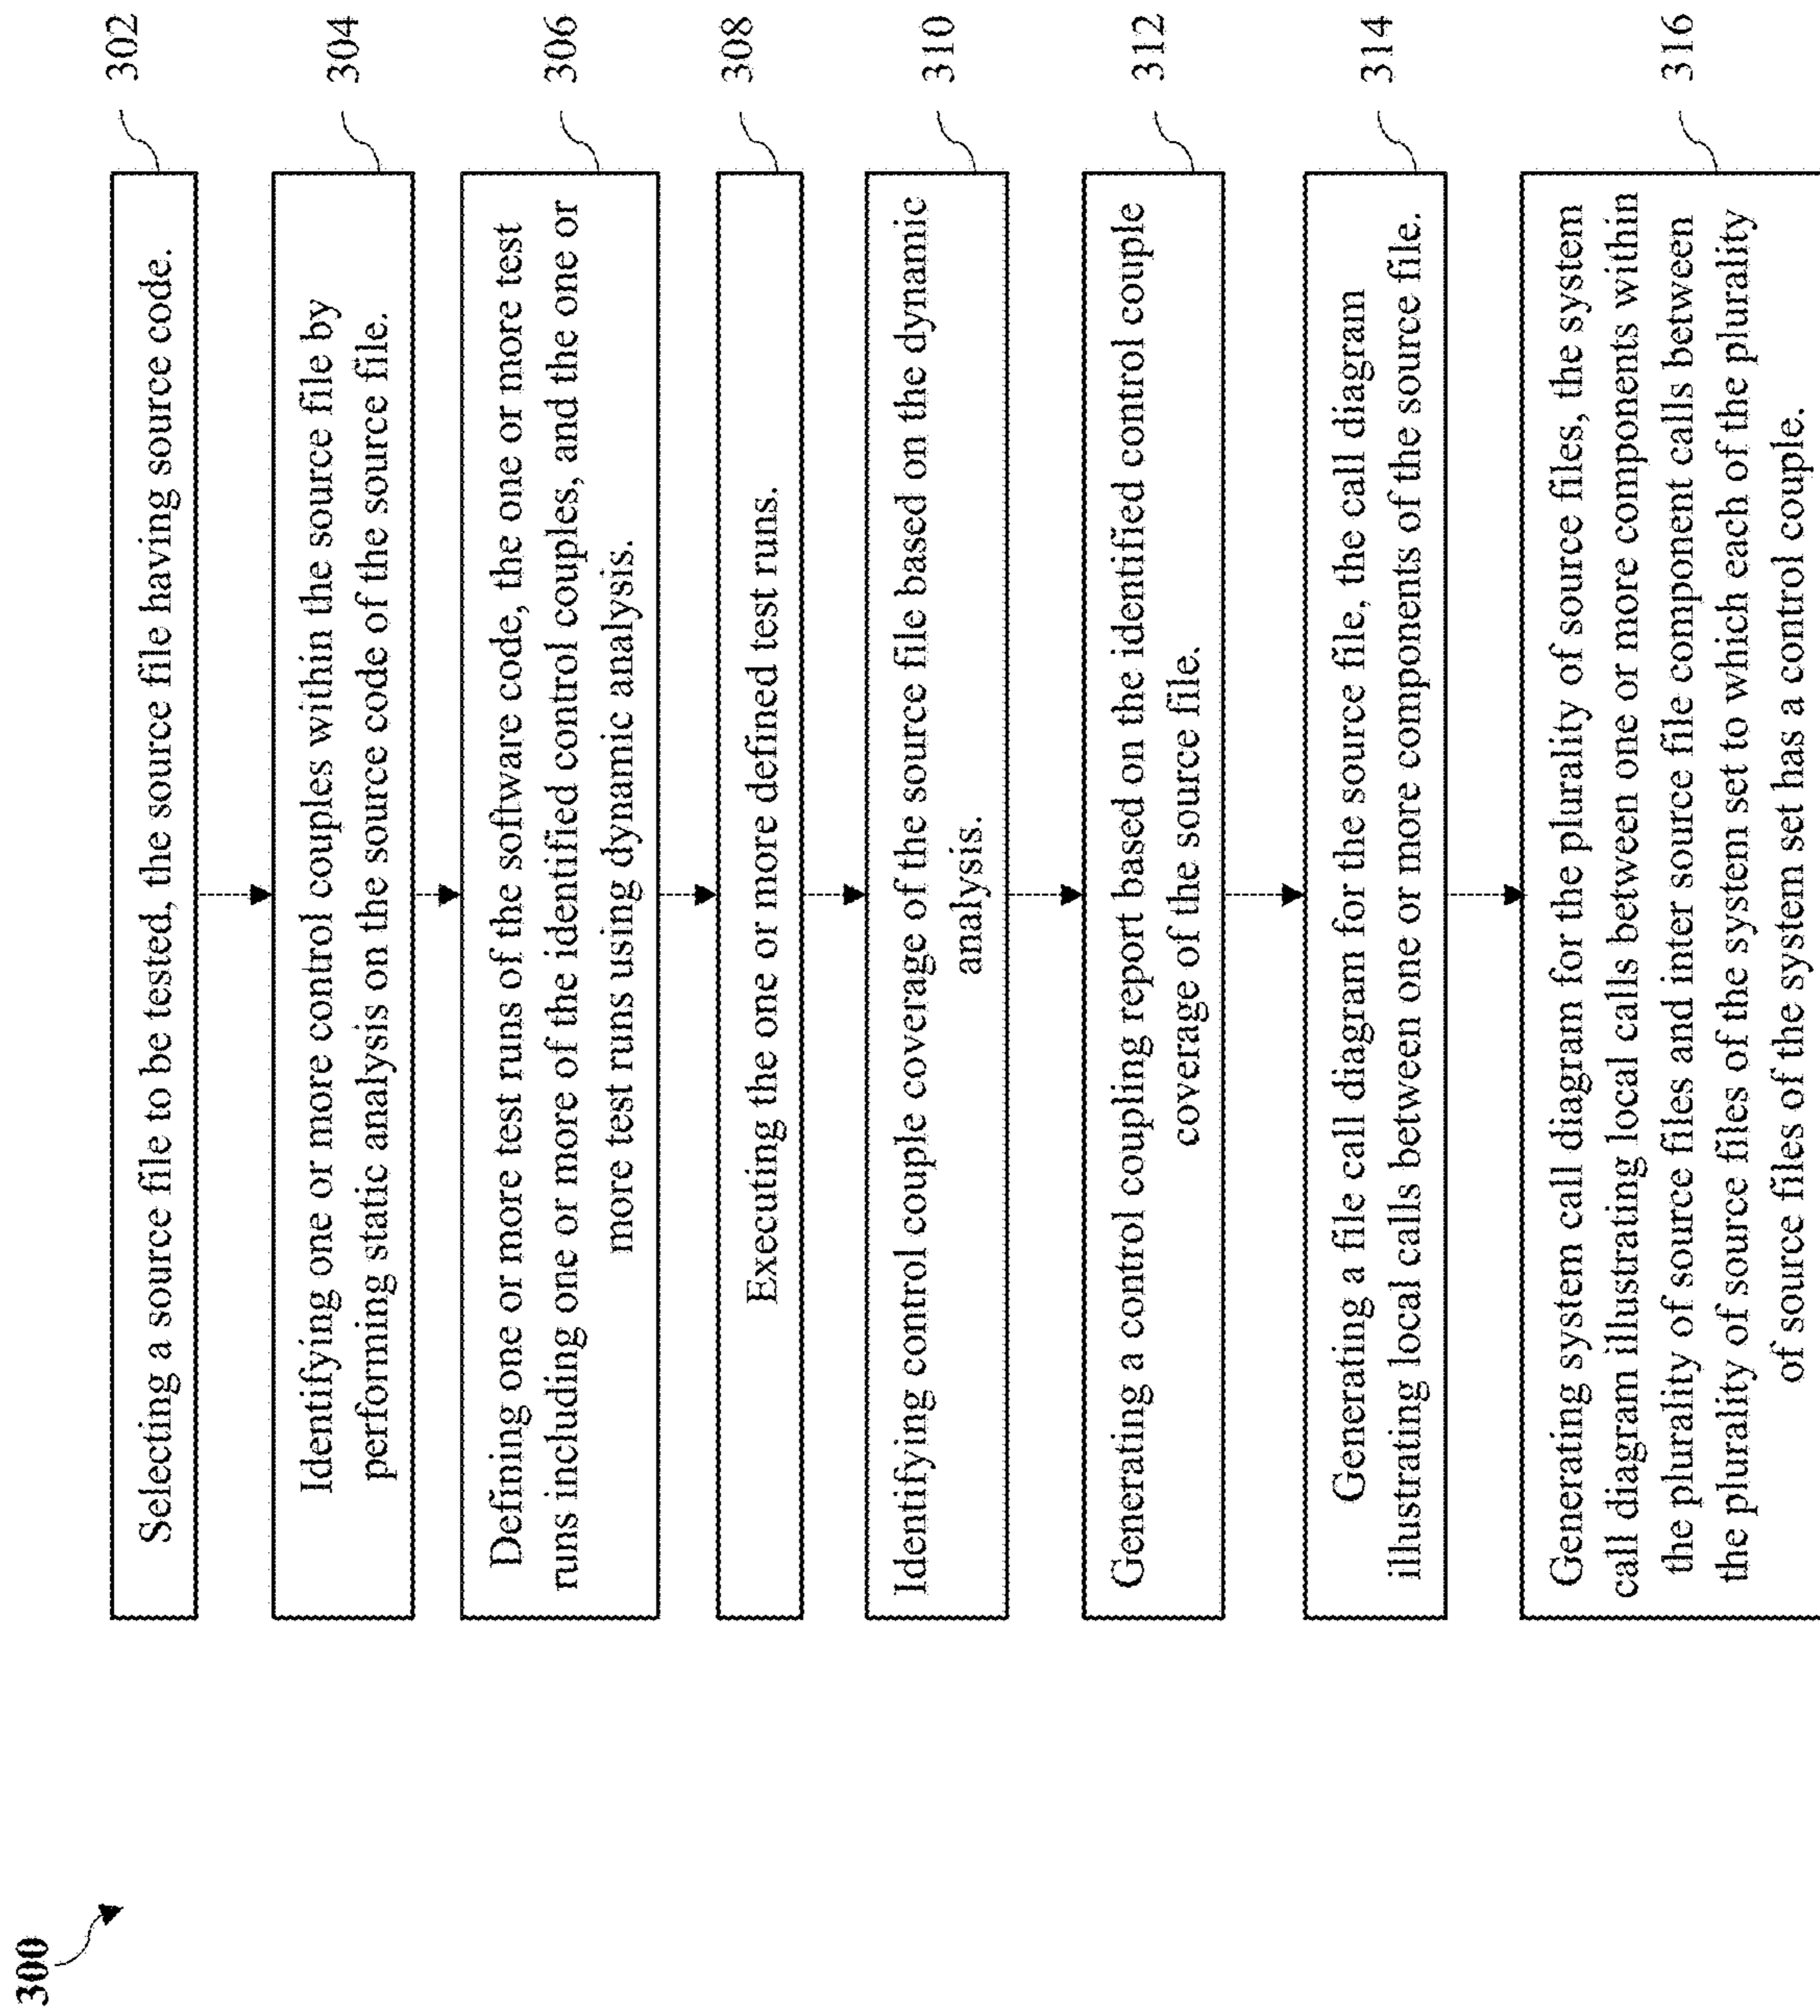 300
302
Selecting a source file to be tested, the source file having source code.
304
Identifying one or more control couples within the source file by
performing static analysis on the source code of the source file.
306
Defining one or more test runs of the software code, the one or more test
runs including one or more of the identified control couples, and the one or
more test runs using dynamic analysis.
308
Executing the one or more defined test runs.
310
Identifying control couple coverage of the source file based on the dynamic
analysis.
312
Generating a control coupling report based on the identified control couple
coverage of the source file.
314
Generating a file call diagram for the source file, the call diagram
illustrating local calls between one or more components of the source file.
316
Generating system call diagram for the plurality of source files, the system
call diagram illustrating local calls between one or more components within
the plurality of source files and inter source file component calls between
the plurality of source files of the system set to which each of the plurality
of source files of the system set has a control couple.